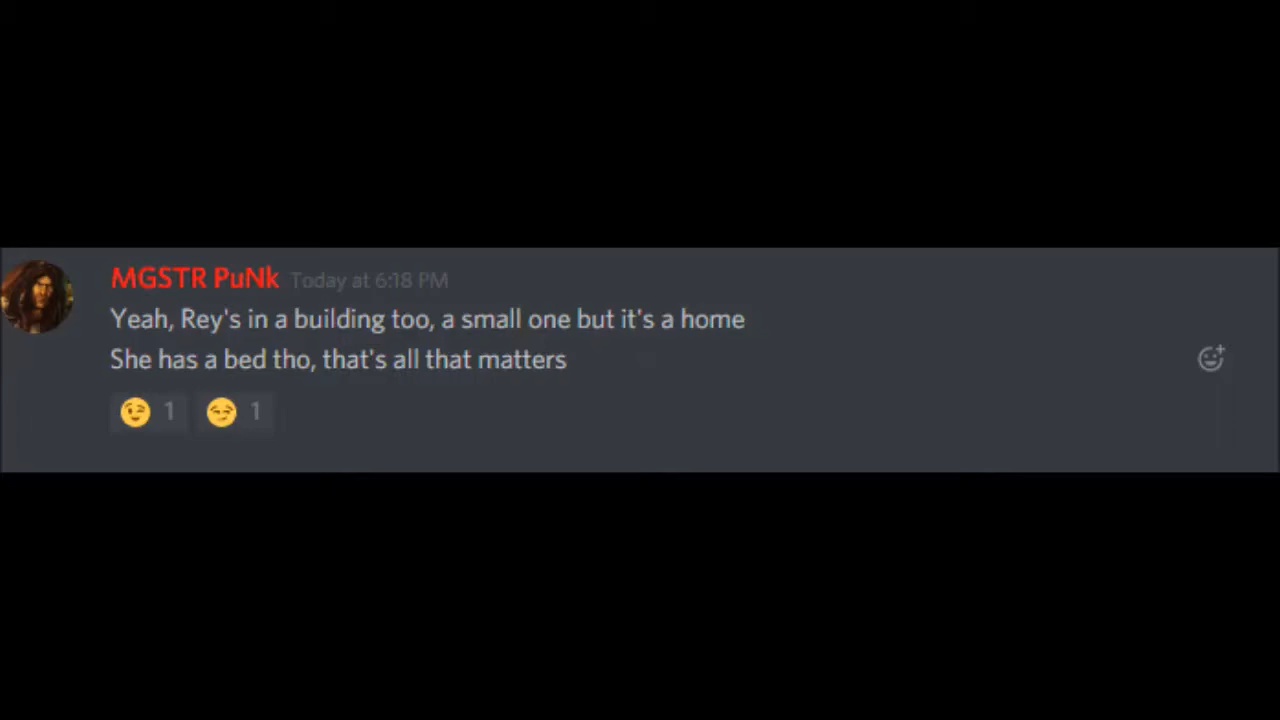 MGSTR PuNk Today at 6:18 PM
Yeah, Rey's in a building too, a small one but it's a home
She has a bed tho, that's all that matters
😉 1 😏 1